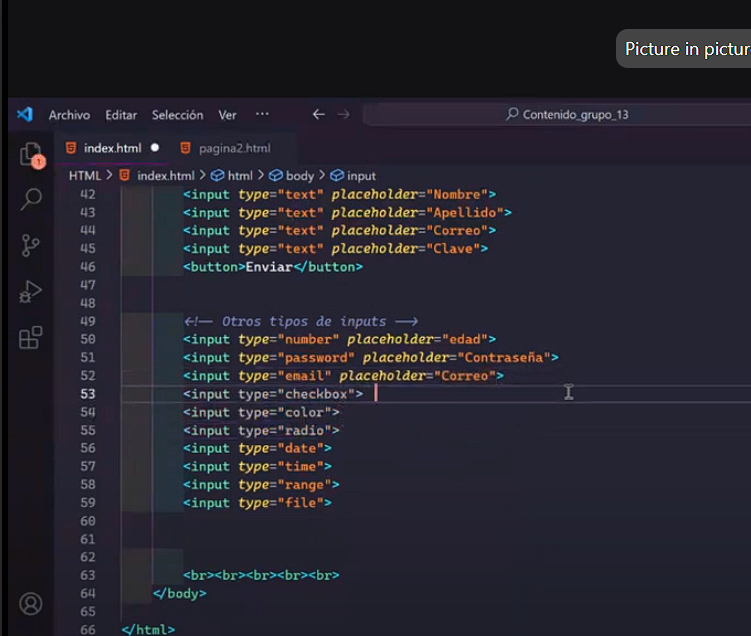 Picture in pictur
Archivo Editar Selección Ver ··· ← → Contenido_grupo_13
index.html ● pagina2.html
1
HTML > index.html > html > body > input
42 <input type="text" placeholder="Nombre">
43 <input type="text" placeholder="Apellido">
44 <input type="text" placeholder="Correo">
45 <input type="text" placeholder="Clave">
46 <button>Enviar</button>
47
48
49 <!-- Otros tipos de inputs -->
50 <input type="number" placeholder="edad">
51 <input type="password" placeholder="Contraseña">
52 <input type="email" placeholder="Correo">
53 <input type="checkbox">
54 <input type="color">
55 <input type="radio">
56 <input type="date">
57 <input type="time">
58 <input type="range">
59 <input type="file">
60
61
62
63 <br><br><br><br><br>
64 </body>
65
66 </html>